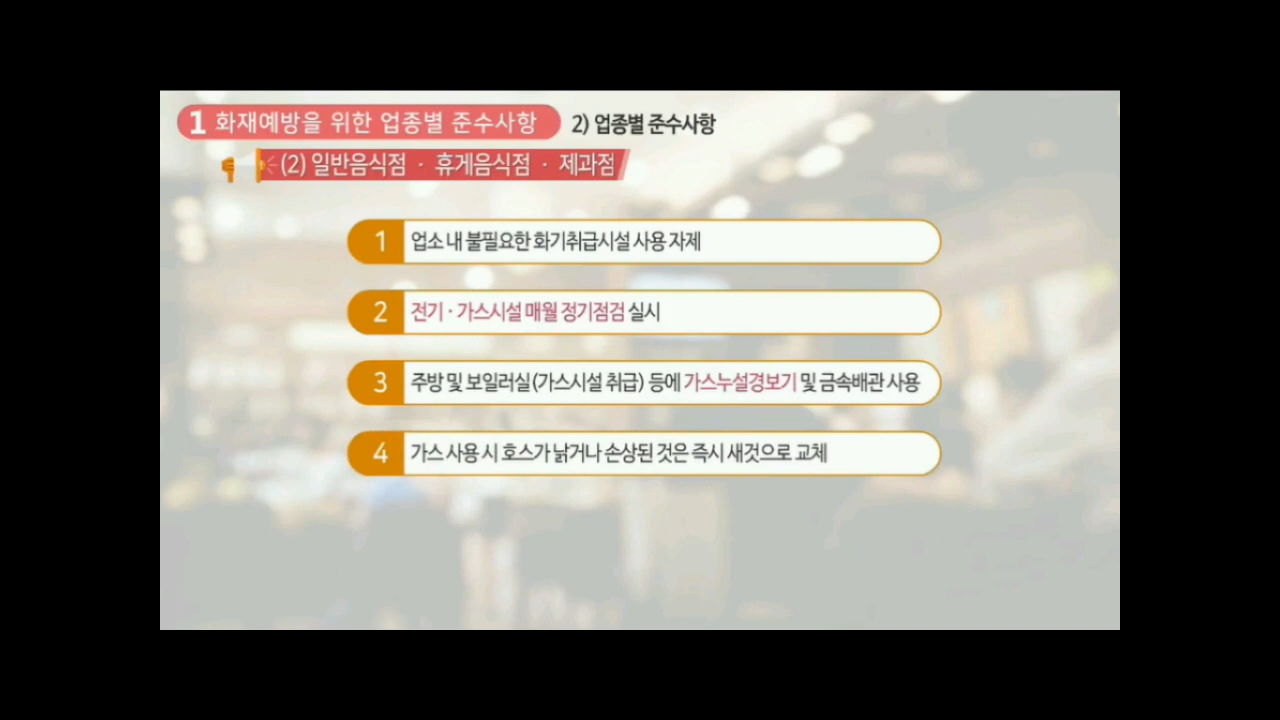 1 화재예방을 위한 업종별 준수사항 2) 업종별 준수사항
(2) 일반음식점 · 휴게음식점 · 제과점
1 업소 내 불필요한 화기취급시설 사용 자제
2 전기 · 가스시설 매월 정기점검 실시
3 주방 및 보일러실(가스시설 취급) 등에 가스누설경보기 및 금속배관 사용
4 가스 사용 시 호스가 낡거나 손상된 것은 즉시 새것으로 교체